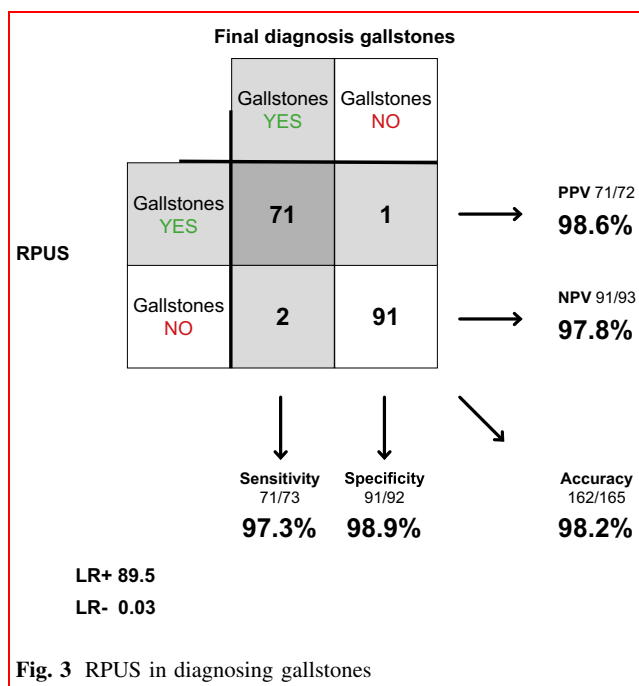 Final diagnosis gallstones
Gallstones
YES
Gallstones
NO
RPUS
Gallstones
YES
71
1
PPV 71/72
98.6%
Gallstones
NO
2
91
NPV 91/93
97.8%
Sensitivity
71/73
97.3%
Specificity
91/92
98.9%
Accuracy
162/165
98.2%
LR+ 89.5
LR- 0.03
Fig. 3 RPUS in diagnosing gallstones